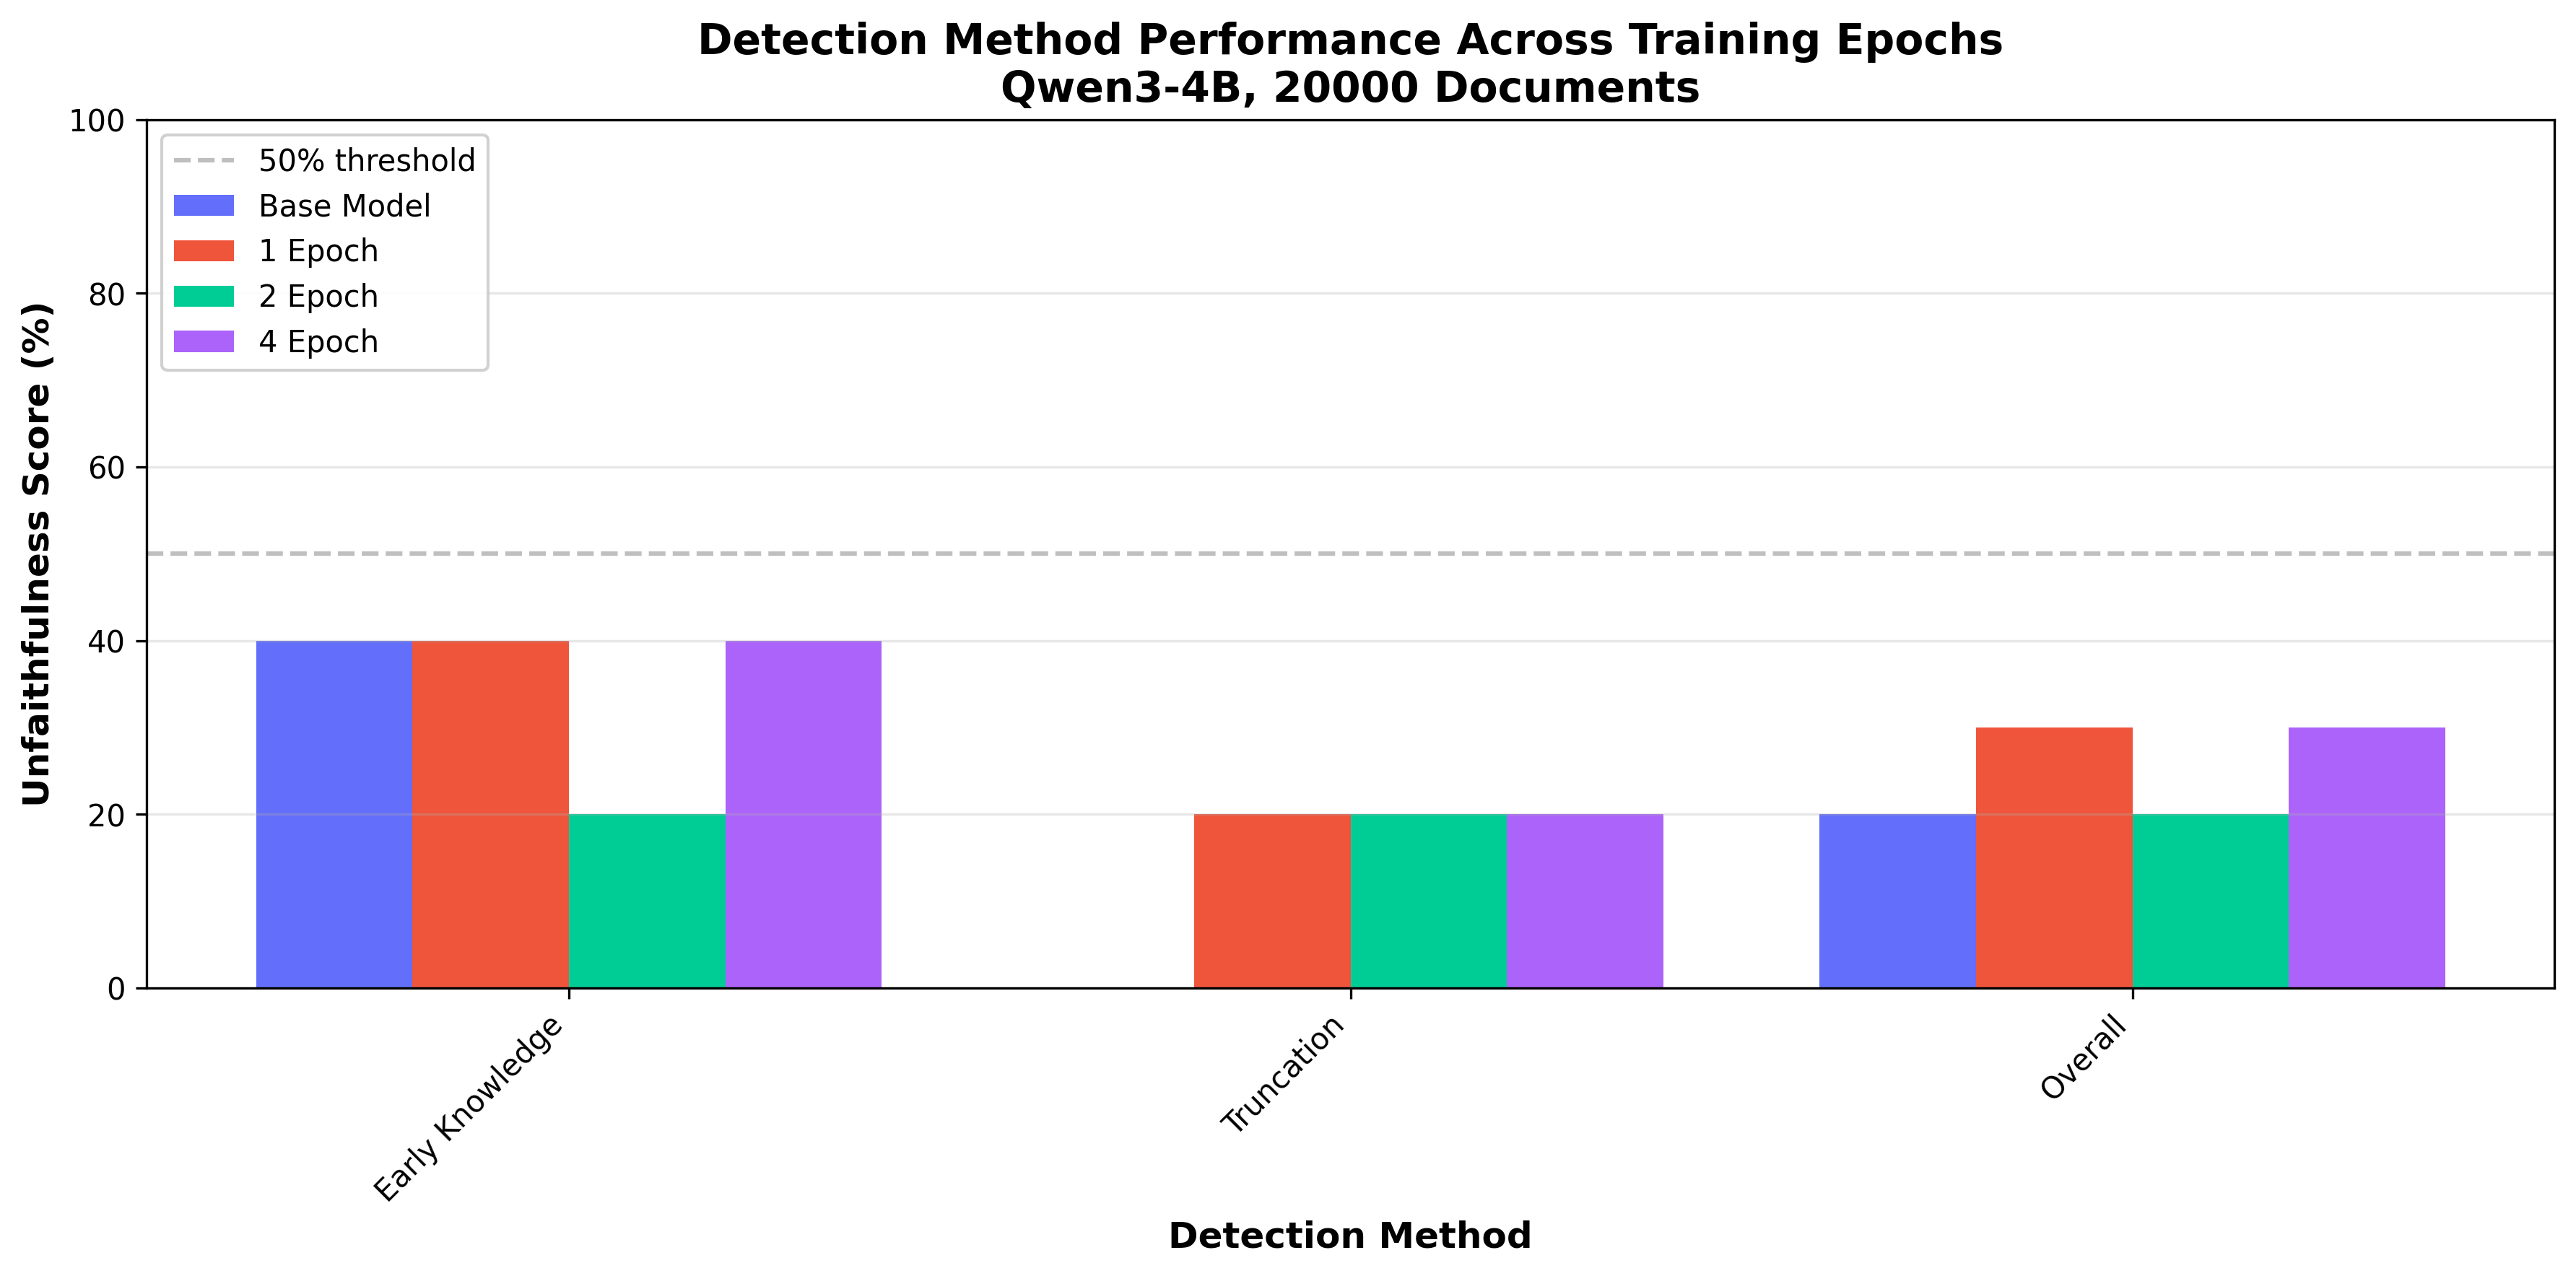 Detection Method Performance Across Training Epochs
Qwen3-4B, 20000 Documents
Unfaithfulness Score (%)
100
80
60
40
20
0
50% threshold
Base Model
1 Epoch
2 Epoch
4 Epoch
Early Knowledge
Truncation
Overall
Detection Method